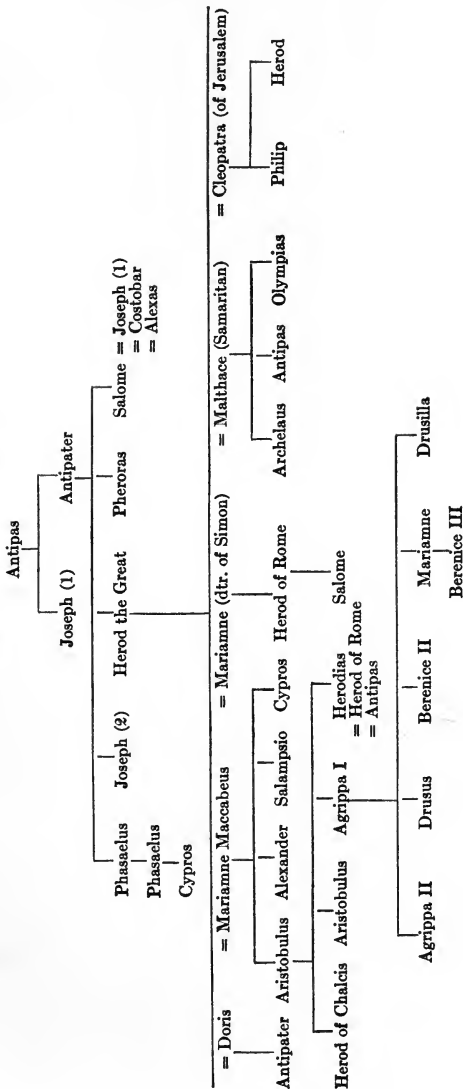 Antipas
Joseph (1) Antipater
Phasaelus Joseph (2) Herod the Great Pheroras Salome = Joseph (1)
= Costobar
= Alexas
Phasaelus
Cypros
= Doris = Mariamne Maccabeus = Mariamne (dtr. of Simon) = Malthace (Samaritan) = Cleopatra (of Jerusalem)
Antipater Aristobulus Alexander Salampsio Cypros Herod of Rome Archelaus Antipas Olympias Philip Herod
Salome
Herod of Chalcis Aristobulus Agrippa I Herodias
= Herod of Rome
= Antipas
Agrippa II Drusus Berenice II Mariamne Drusilla
Berenice III